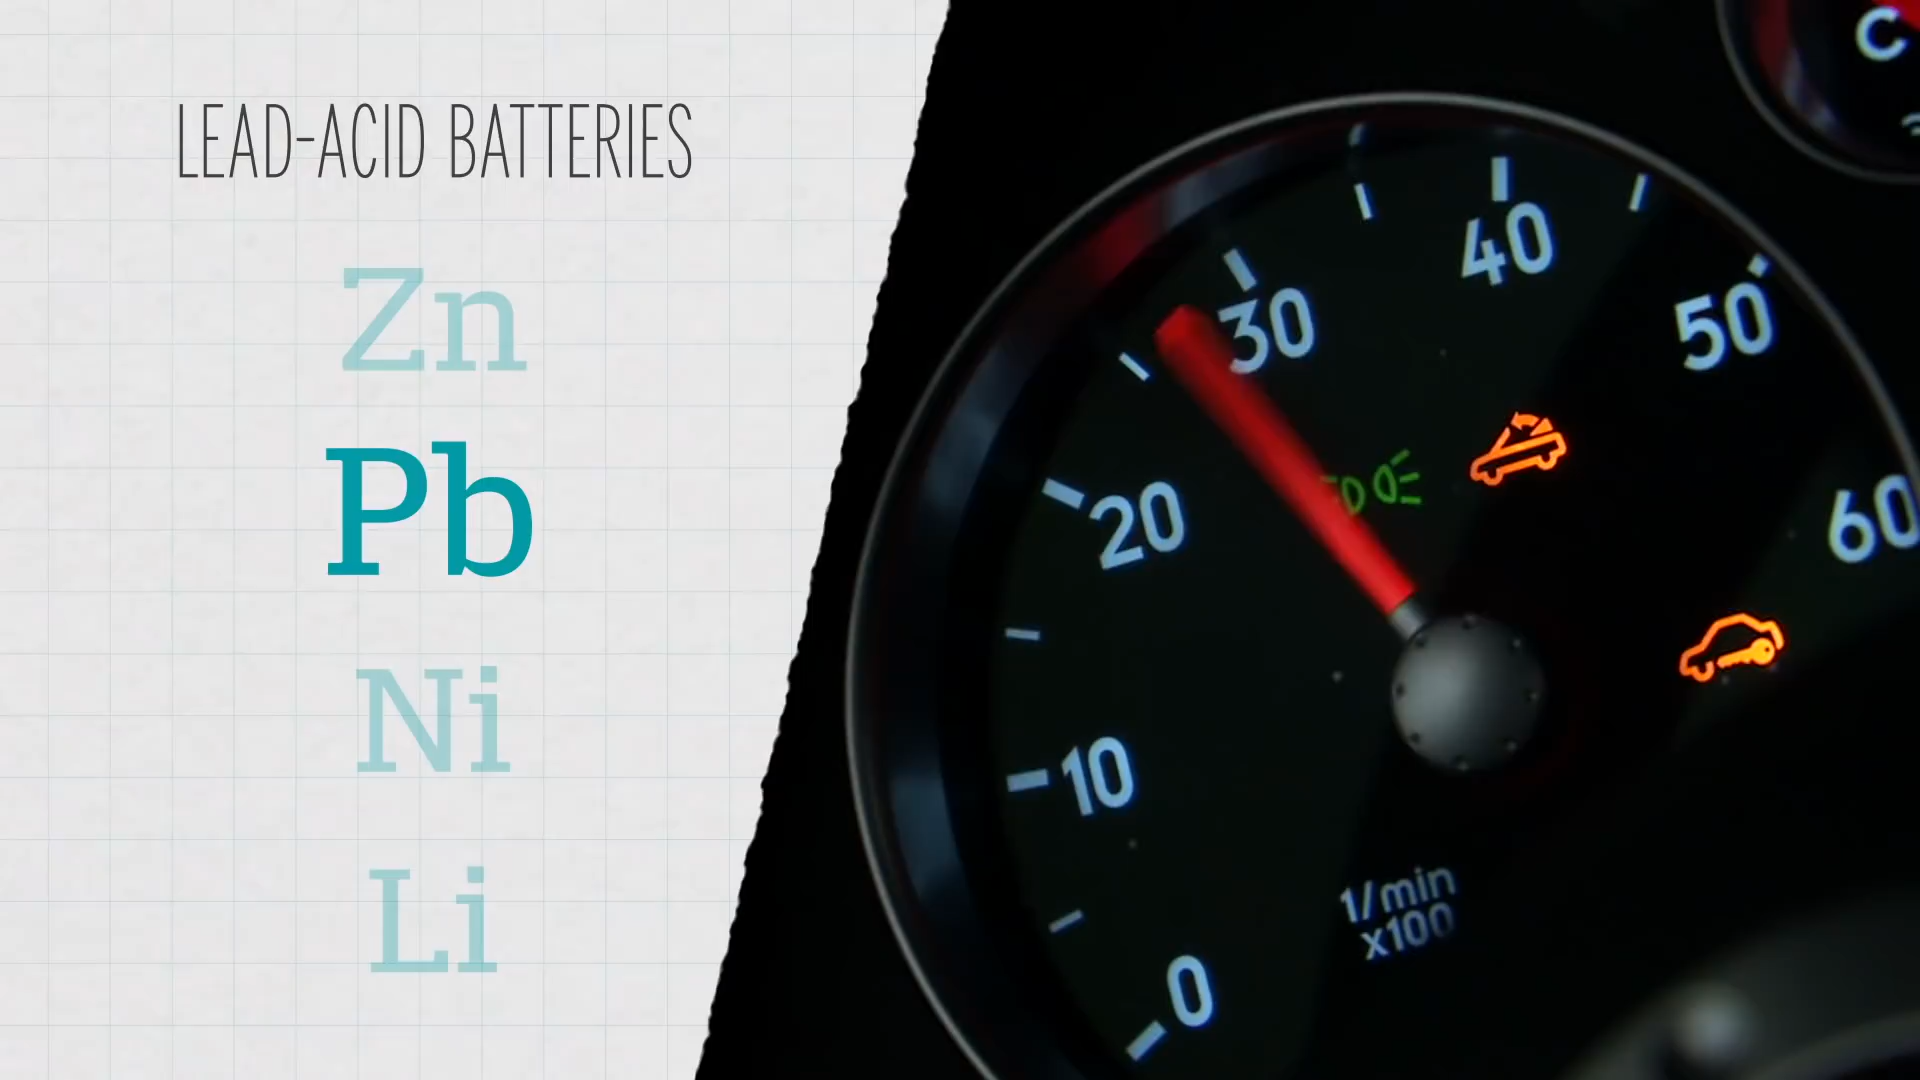 LEAD-ACID BATTERIES
Zn
Pb
Ni
Li
C
40
30
50
20
60
10
1/min
x100
0